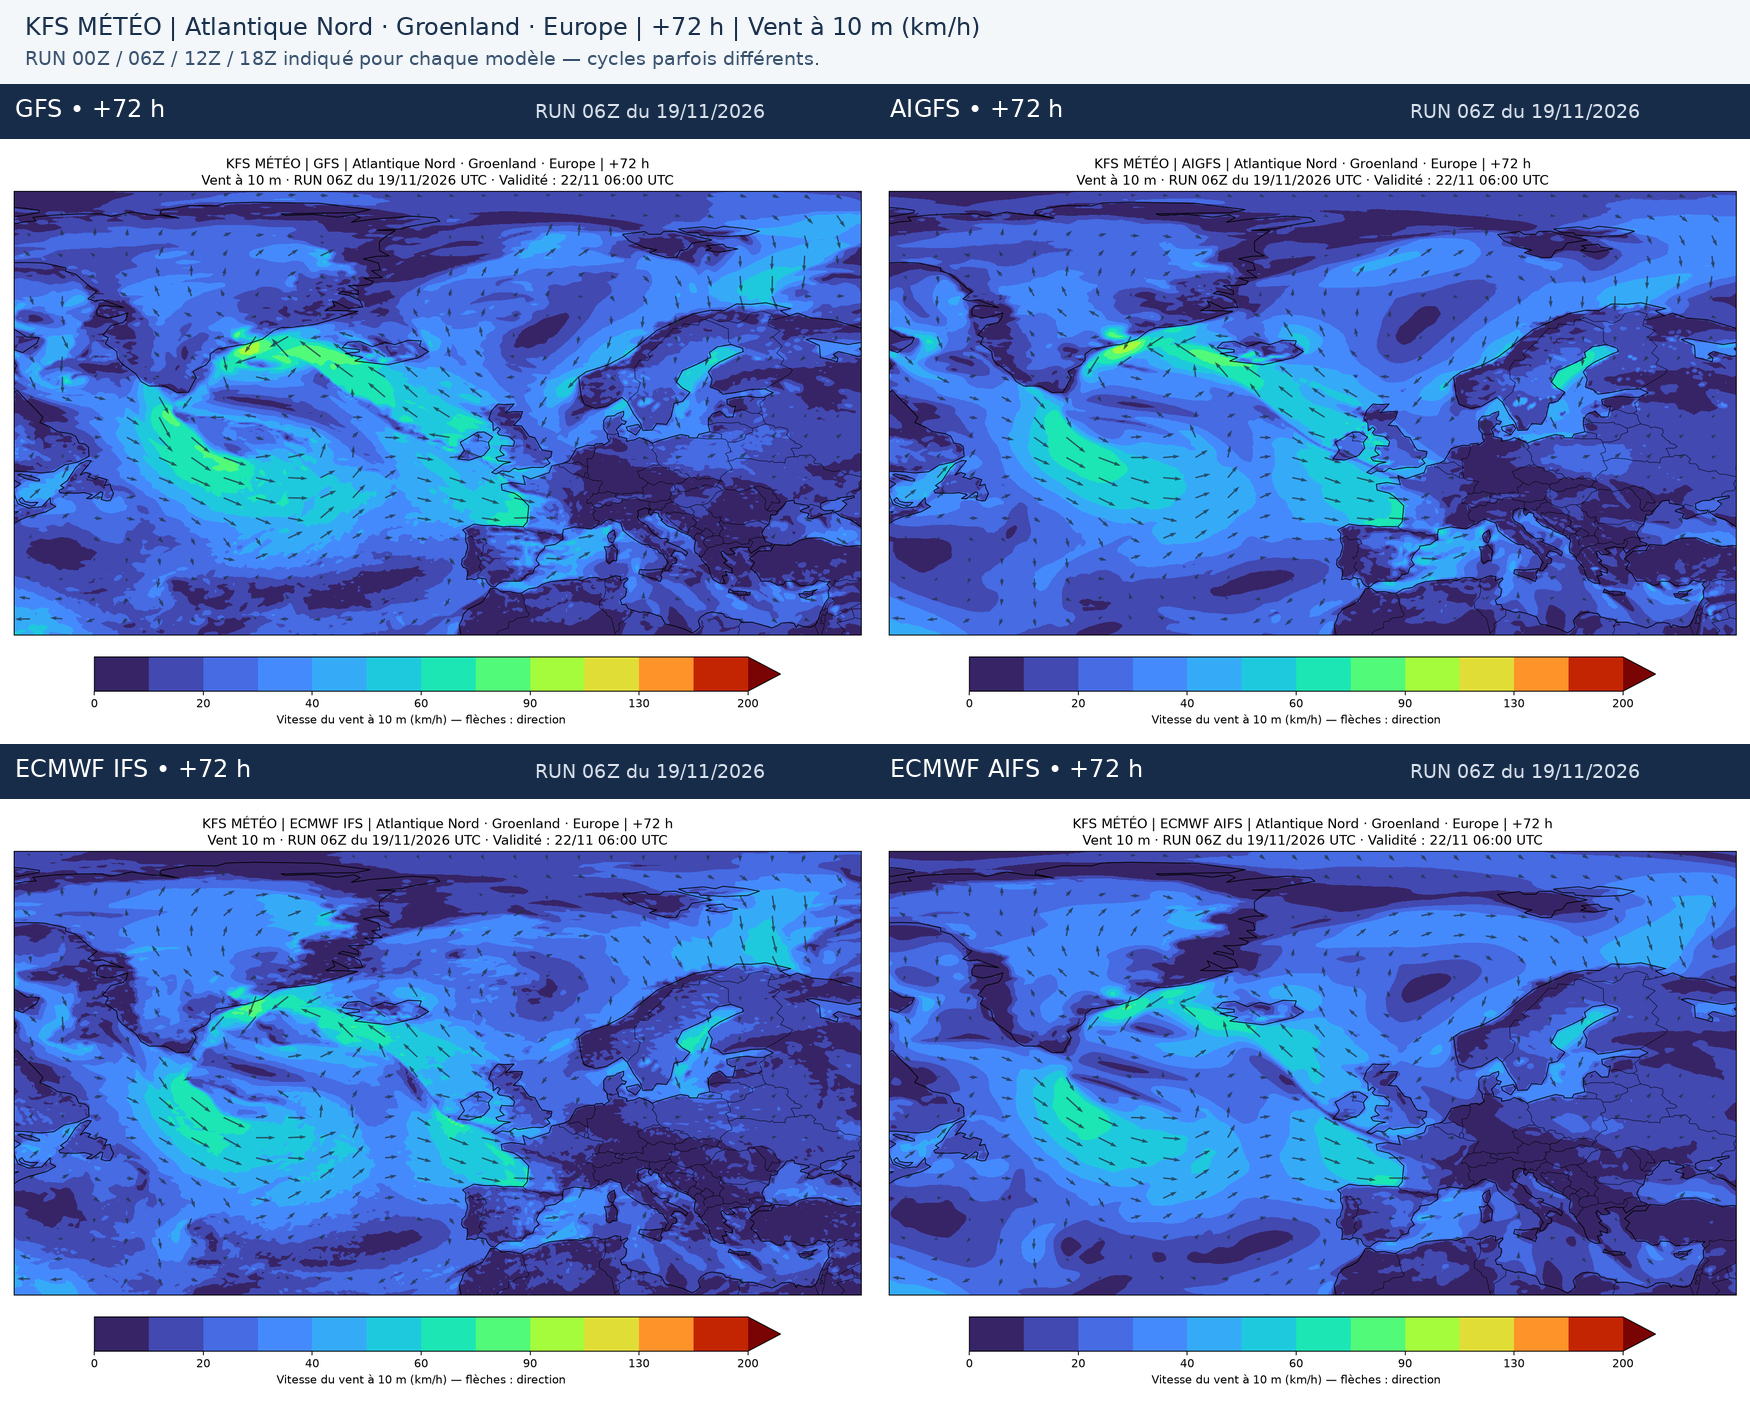 KFS MÉTÉO | Atlantique Nord · Groenland · Europe | +72 h | Vent à 10 m (km/h)
RUN 00Z / 06Z / 12Z / 18Z indiqué pour chaque modèle — cycles parfois différents.
GFS • +72 h RUN 06Z du 19/11/2026
KFS MÉTÉO | GFS | Atlantique Nord · Groenland · Europe | +72 h
Vent à 10 m · RUN 06Z du 19/11/2026 UTC · Validité : 22/11 06:00 UTC
0 20 40 60 90 130 200
Vitesse du vent à 10 m (km/h) — flèches : direction
AIGFS • +72 h RUN 06Z du 19/11/2026
KFS MÉTÉO | AIGFS | Atlantique Nord · Groenland · Europe | +72 h
Vent à 10 m · RUN 06Z du 19/11/2026 UTC · Validité : 22/11 06:00 UTC
0 20 40 60 90 130 200
Vitesse du vent à 10 m (km/h) — flèches : direction
ECMWF IFS • +72 h RUN 06Z du 19/11/2026
KFS MÉTÉO | ECMWF IFS | Atlantique Nord · Groenland · Europe | +72 h
Vent 10 m · RUN 06Z du 19/11/2026 UTC · Validité : 22/11 06:00 UTC
0 20 40 60 90 130 200
Vitesse du vent à 10 m (km/h) — flèches : direction
ECMWF AIFS • +72 h RUN 06Z du 19/11/2026
KFS MÉTÉO | ECMWF AIFS | Atlantique Nord · Groenland · Europe | +72 h
Vent 10 m · RUN 06Z du 19/11/2026 UTC · Validité : 22/11 06:00 UTC
0 20 40 60 90 130 200
Vitesse du vent à 10 m (km/h) — flèches : direction